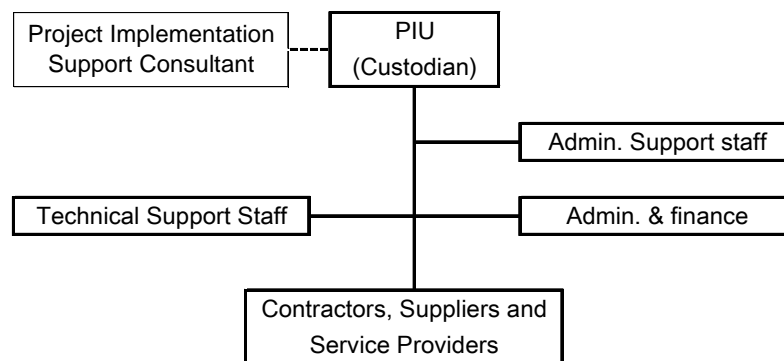 Project Implementation
Support Consultant
PIU
(Custodian)
Admin. Support staff
Technical Support Staff
Admin. & finance
Contractors, Suppliers and
Service Providers